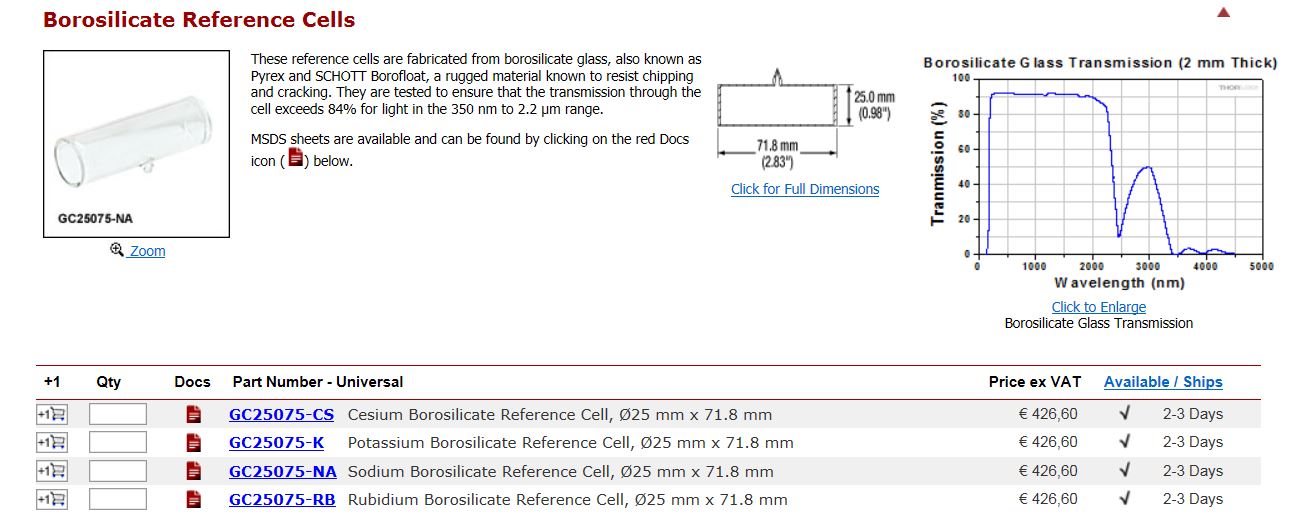 Borosilicate Reference Cells
GC25075-NA
Zoom
These reference cells are fabricated from borosilicate glass, also known as
Pyrex and SCHOTT Borofloat, a rugged material known to resist chipping
and cracking. They are tested to ensure that the transmission through the
cell exceeds 84% for light in the 350 nm to 2.2 µm range.
MSDS sheets are available and can be found by clicking on the red Docs
icon ( ) below.
25.0 mm
(0.98")
71.8 mm
(2.83")
Click for Full Dimensions
Borosilicate Glass Transmission (2 mm Thick)
THORLABS
Tranmission (%)
100
80
60
40
20
0
0 1000 2000 3000 4000 5000
Wavelength (nm)
Click to Enlarge
Borosilicate Glass Transmission
+1 Qty Docs Part Number - Universal Price ex VAT Available / Ships
+1 GC25075-CS Cesium Borosilicate Reference Cell, Ø25 mm x 71.8 mm € 426,60 2-3 Days
+1 GC25075-K Potassium Borosilicate Reference Cell, Ø25 mm x 71.8 mm € 426,60 2-3 Days
+1 GC25075-NA Sodium Borosilicate Reference Cell, Ø25 mm x 71.8 mm € 426,60 2-3 Days
+1 GC25075-RB Rubidium Borosilicate Reference Cell, Ø25 mm x 71.8 mm € 426,60 2-3 Days